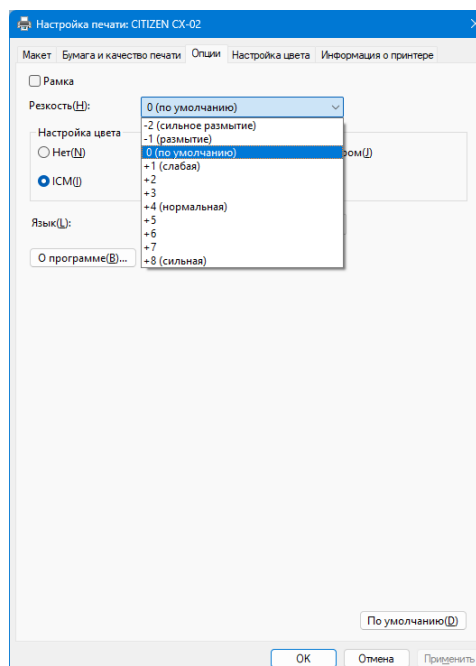 Настройка печати: CITIZEN CX-02
Макет Бумага и качество печати Опции Настройка цвета Информация о принтере
Рамка
Резкость(H): 0 (по умолчанию)
-2 (сильное размытие)
-1 (размытие)
0 (по умолчанию)
+1 (слабая)
+2
+3
+4 (нормальная)
+5
+6
+7
+8 (сильная)
Настройка цвета
Нет(N) ром(J)
ICM(I)
Язык(L):
О программе(B)...
По умолчанию(D)
OK Отмена Применить